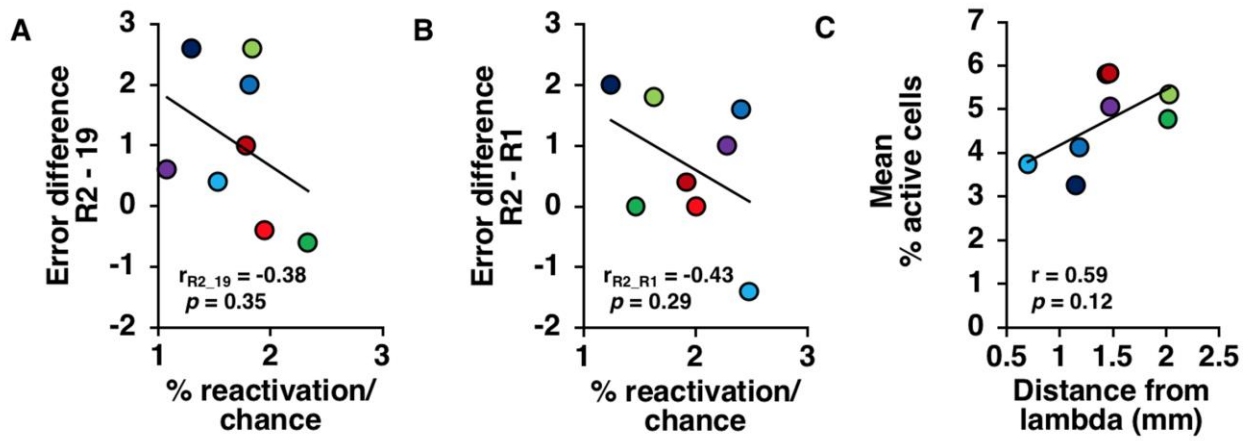 A
Error difference
R2 - 19
3
2
1
0
-1
-2
r_R2_19 = -0.38
p = 0.35
1
2
3
% reactivation/
chance
B
Error difference
R2 - R1
3
2
1
0
-1
-2
r_R2_R1 = -0.43
p = 0.29
1
2
3
% reactivation/
chance
C
Mean
% active cells
7
6
5
4
3
2
1
0
r = 0.59
p = 0.12
0.5
1
1.5
2
2.5
Distance from
lambda (mm)